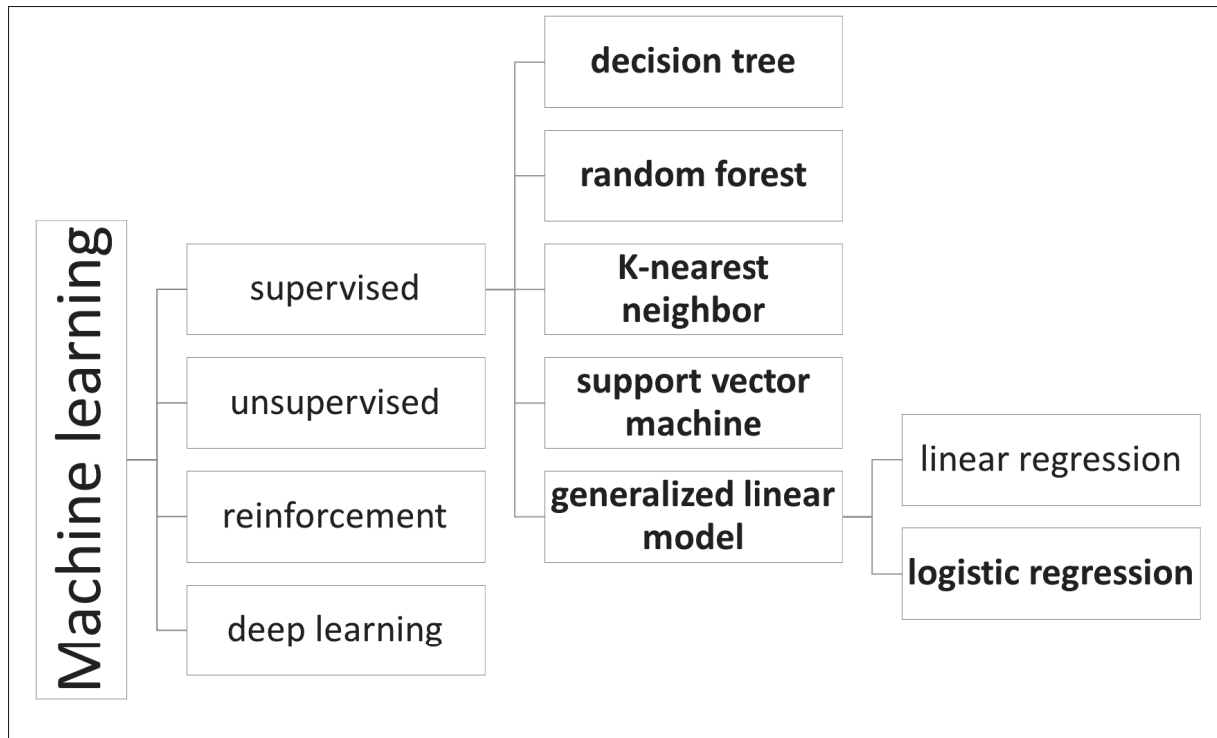 Machine learning
supervised
unsupervised
reinforcement
deep learning
decision tree
random forest
K-nearest
neighbor
support vector
machine
generalized linear
model
linear regression
logistic regression